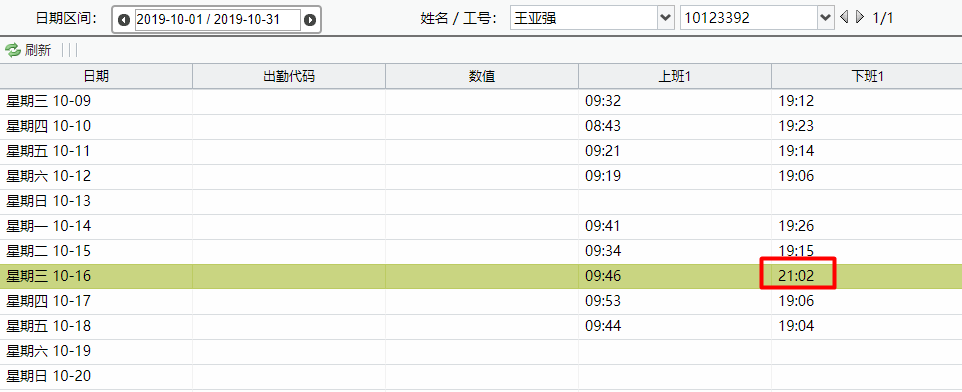 日期区间: 2019-10-01 / 2019-10-31 姓名 / 工号: 王亚强 10123392 1/1
刷新
日期 出勤代码 数值 上班1 下班1
星期三 10-09 09:32 19:12
星期四 10-10 08:43 19:23
星期五 10-11 09:21 19:14
星期六 10-12 09:19 19:06
星期日 10-13
星期一 10-14 09:41 19:26
星期二 10-15 09:34 19:15
星期三 10-16 09:46 21:02
星期四 10-17 09:53 19:06
星期五 10-18 09:44 19:04
星期六 10-19
星期日 10-20